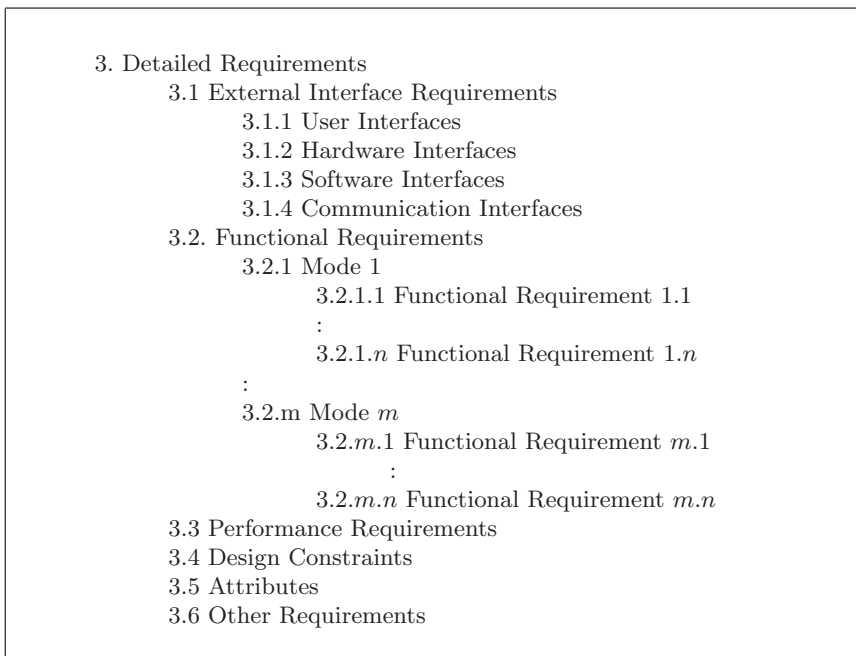 3. Detailed Requirements
3.1 External Interface Requirements
3.1.1 User Interfaces
3.1.2 Hardware Interfaces
3.1.3 Software Interfaces
3.1.4 Communication Interfaces
3.2. Functional Requirements
3.2.1 Mode 1
3.2.1.1 Functional Requirement 1.1
:
3.2.1.n Functional Requirement 1.n
:
3.2.m Mode m
3.2.m.1 Functional Requirement m.1
:
3.2.m.n Functional Requirement m.n
3.3 Performance Requirements
3.4 Design Constraints
3.5 Attributes
3.6 Other Requirements